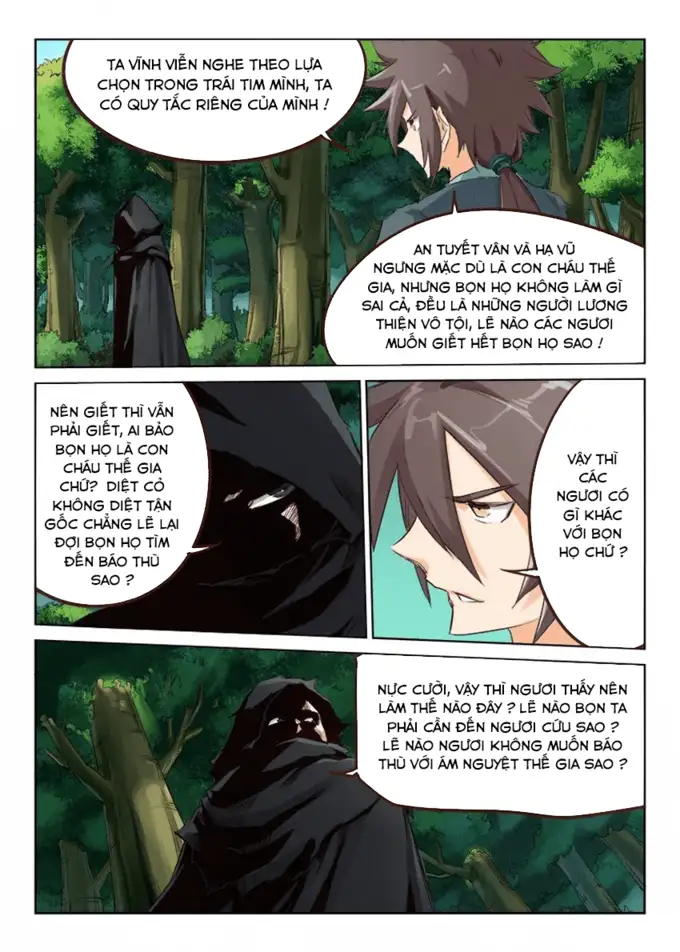 TA VĨNH VIỄN NGHE THEO LỰA
CHỌN TRONG TRÁI TIM MÌNH, TA
CÓ QUY TẮC RIÊNG CỦA MÌNH !
AN TUYẾT VÂN VÀ HẠ VŨ
NGƯNG MẶC DÙ LÀ CON CHÁU THẾ
GIA, NHƯNG BỌN HỌ KHÔNG LÀM GÌ
SAI CẢ, ĐỀU LÀ NHỮNG NGƯỜI LƯƠNG
THIỆN VÔ TỘI, LẼ NÀO CÁC NGƯƠI
MUỐN GIẾT HẾT BỌN HỌ SAO !
NÊN GIẾT THÌ VẪN
PHẢI GIẾT, AI BẢO
BỌN HỌ LÀ CON
CHÁU THẾ GIA
CHỨ? DIỆT CỎ
KHÔNG DIỆT TẬN
GỐC CHẲNG LẼ LẠI
ĐỢI BỌN HỌ TÌM
ĐẾN BÁO THÙ
SAO ?
VẬY THÌ
CÁC
NGƯƠI CÓ
GÌ KHÁC
VỚI BỌN
HỌ CHỨ ?
NỰC CƯỜI, VẬY THÌ NGƯƠI THẤY NÊN
LÀM THẾ NÀO ĐÂY ? LẼ NÀO BỌN TA
PHẢI CẦN ĐẾN NGƯƠI CỨU SAO ?
LẼ NÀO NGƯƠI KHÔNG MUỐN BÁO
THÙ VỚI ÁM NGUYỆT THẾ GIA SAO ?